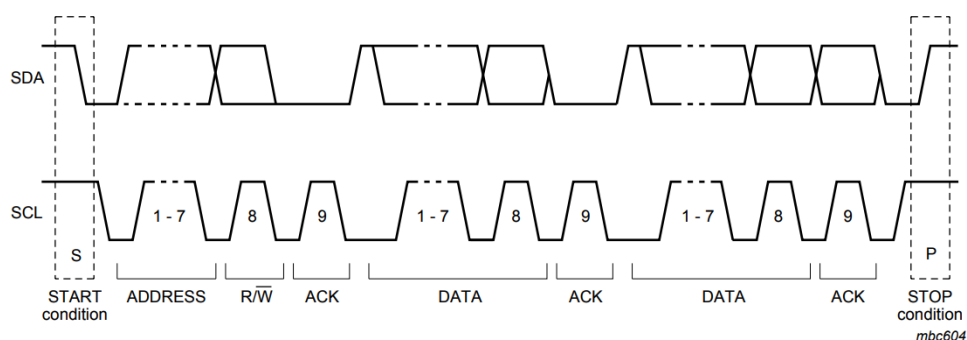 SDA
SCL
1 - 7 8 9 1 - 7 8 9 1 - 7 8 9
S P
START ADDRESS R/W̅ ACK DATA ACK DATA ACK STOP
condition condition
mbc604